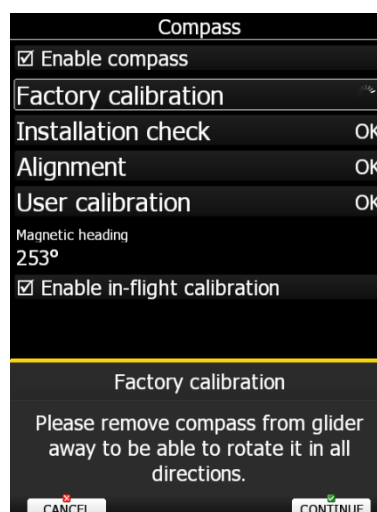 Compass
Enable compass
Factory calibration
Installation check OK
Alignment OK
User calibration OK
Magnetic heading
253º
Enable in-flight calibration
Factory calibration
Please remove compass from glider
away to be able to rotate it in all
directions.
CANCEL CONTINUE